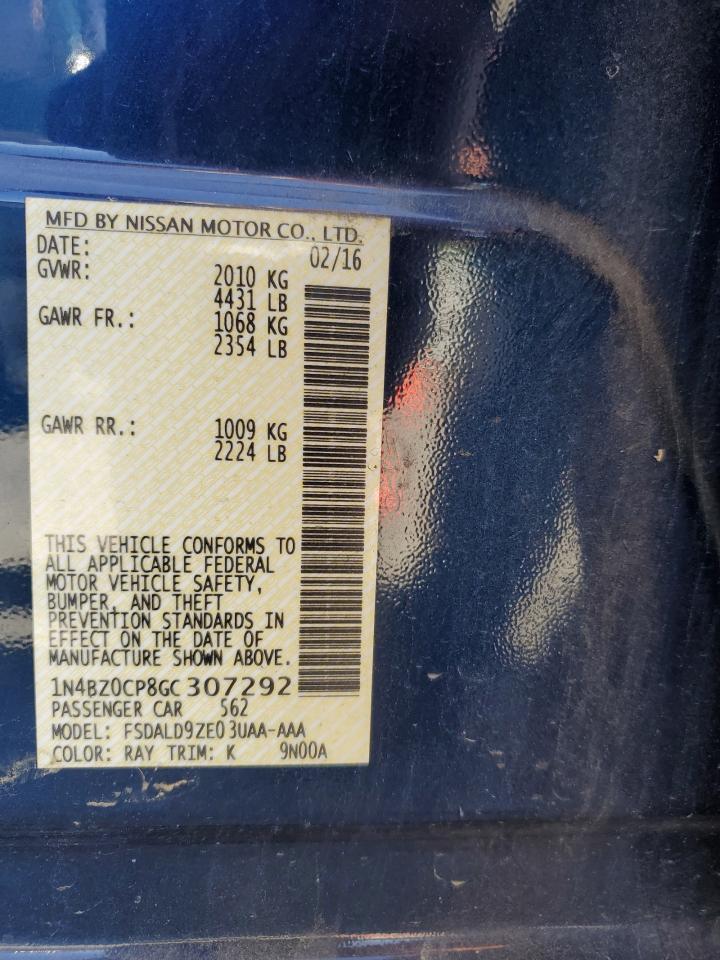 MFD BY NISSAN MOTOR CO., LTD.
DATE: 02/16
GVWR: 2010 KG
4431 LB
GAWR FR.: 1068 KG
2354 LB
GAWR RR.: 1009 KG
2224 LB
THIS VEHICLE CONFORMS TO
ALL APPLICABLE FEDERAL
MOTOR VEHICLE SAFETY,
BUMPER, AND THEFT
PREVENTION STANDARDS IN
EFFECT ON THE DATE OF
MANUFACTURE SHOWN ABOVE.
1N4BZ0CP8GC307292
PASSENGER CAR 562
MODEL: FSDALD9ZE03UAA-AAA
COLOR: RAY TRIM: K 9N00A